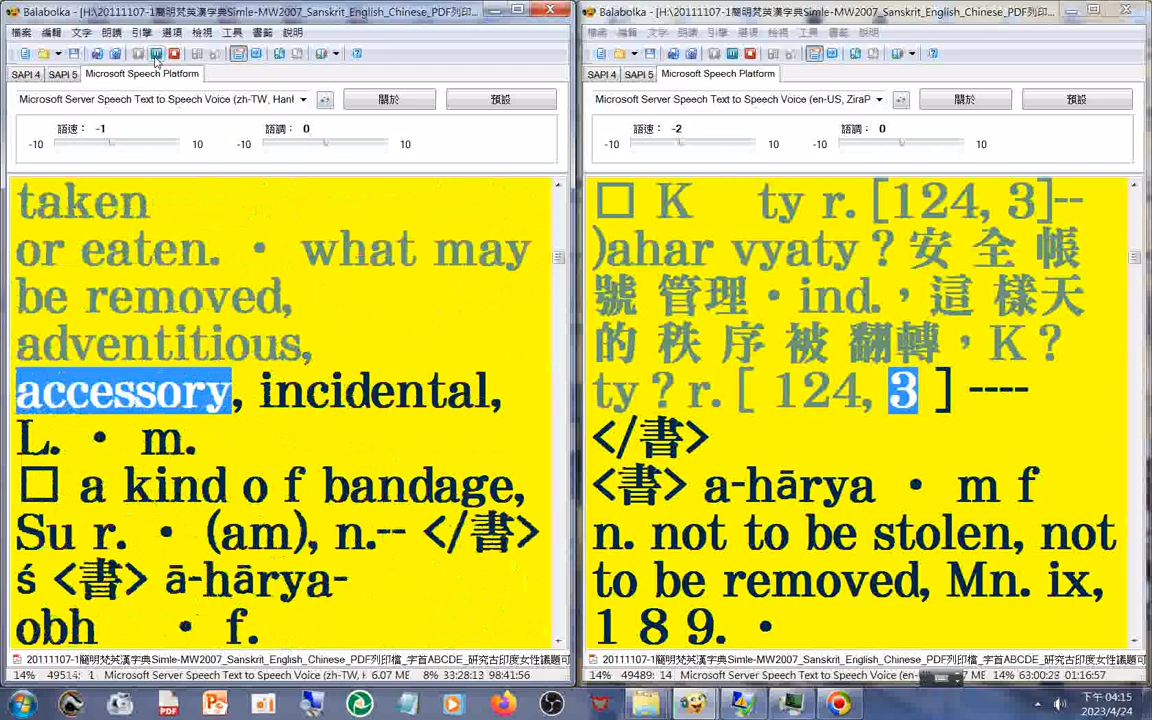 Balabolka - [H:\20111107-1簡明梵英漢字典Simle-MW2007_Sanskrit_English_Chinese_PDF列印...
檔案 編輯 文字 朗讀 引擎 選項 檢視 工具 書籤 說明
SAPI 4 SAPI 5 Microsoft Speech Platform
Microsoft Server Speech Text to Speech Voice (zh-TW, Hanl
關於 預設
語速： -1 語調： 0
-10 10 -10 10
taken
or eaten. • what may
be removed,
adventitious,
accessory, incidental,
L. • m.
□ a kind o f bandage,
Su r. • (am), n.-- </書>
ś <書> ā-hārya-
obh • f.
20111107-1簡明梵英漢字典Simle-MW2007_Sanskrit_English_Chinese_PDF列印檔_字首ABCDE_研究古印度女性議題可
14% 49514: 1 Microsoft Server Speech Text to Speech Voice (zh-TW, H 6.07 ME 8% 33:28:13 98:41:56
Balabolka - [H:\20111107-1簡明梵英漢字典Simle-MW2007_Sanskrit_English_Chinese_PDF列印...
檔案 編輯 文字 朗讀 引擎 選項 檢視 工具 書籤 說明
SAPI 4 SAPI 5 Microsoft Speech Platform
Microsoft Server Speech Text to Speech Voice (en-US, ZiraP
關於 預設
語速： -2 語調： 0
-10 10 -10 10
□ K ty r. [124, 3]--
)ahar vyaty ? 安 全 帳
號 管理 • ind.，這 樣天
的 秩 序 被 翻轉，K ?
ty ? r. [ 124, 3 ] ----
</書>
<書> a-hārya • m f
n. not to be stolen, not
to be removed, Mn. ix,
1 8 9. •
20111107-1簡明梵英漢字典Simle-MW2007_Sanskrit_English_Chinese_PDF列印檔_字首ABCDE_研究古印度女性議題可
14% 49489: 14 Microsoft Server Speech Text to Speech Voice 14% 63:00:28 01:16:57
下午 04:15
2023/4/24